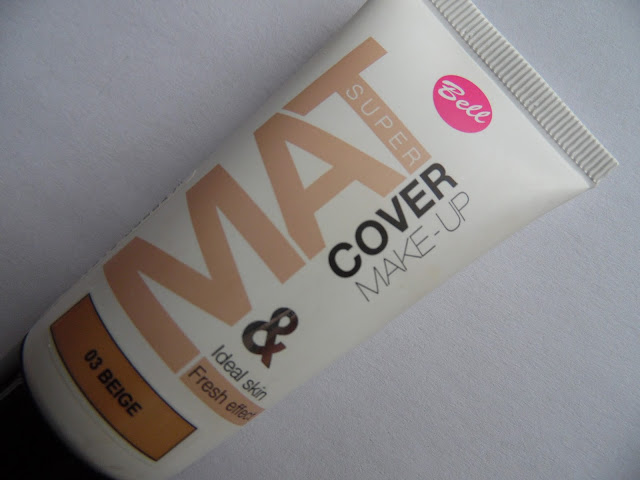 Bell
SUPER
MAT
& COVER
MAKE-UP
Ideal skin
Fresh effect
03 BEIGE